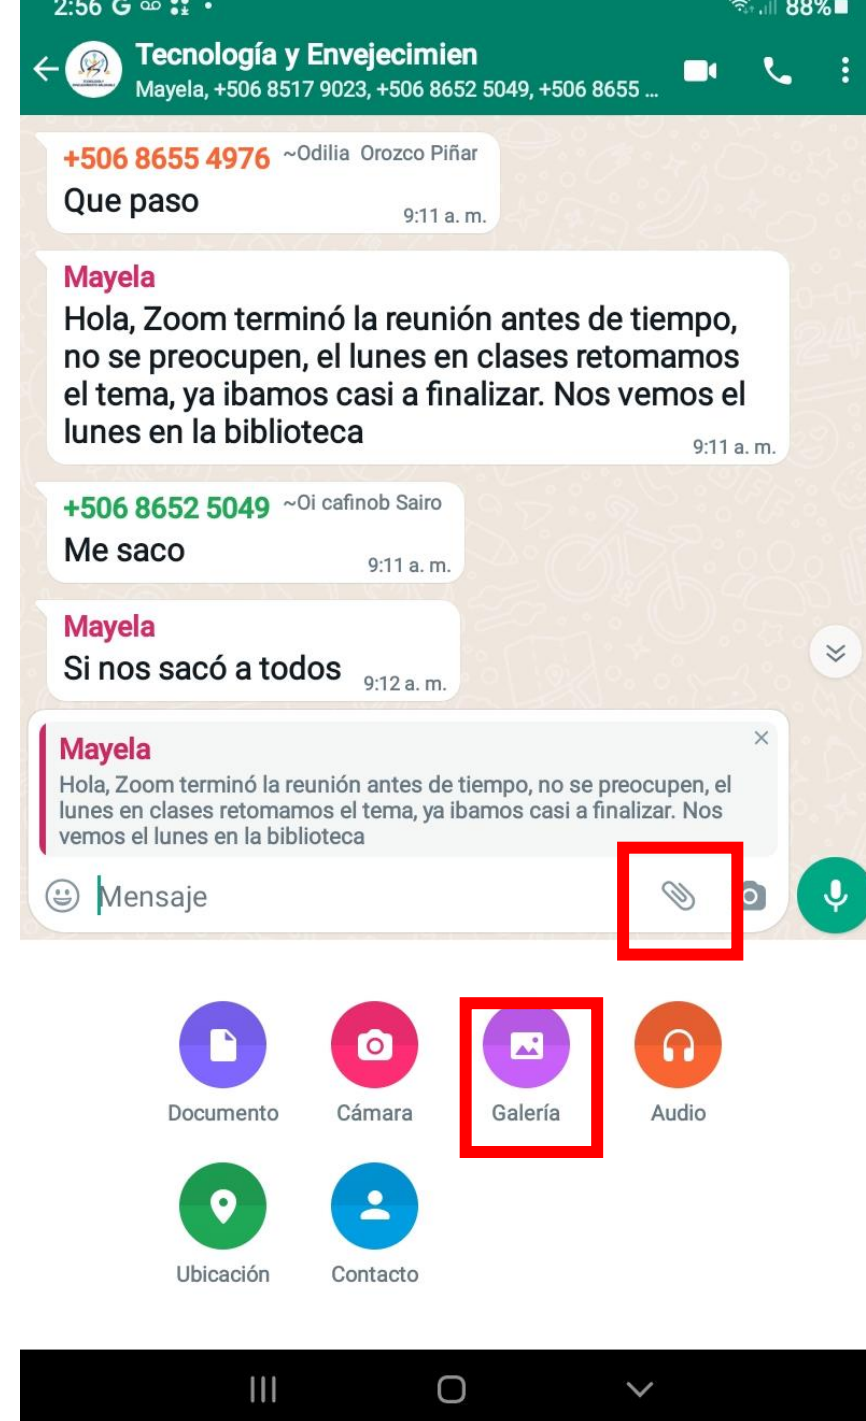 2:56 G
88%
Tecnología y Envejecimien
Mayela, +506 8517 9023, +506 8652 5049, +506 8655 ...
+506 8655 4976 ~Odilia Orozco Piñar
Que paso
9:11 a. m.
Mayela
Hola, Zoom terminó la reunión antes de tiempo,
no se preocupen, el lunes en clases retomamos
el tema, ya ibamos casi a finalizar. Nos vemos el
lunes en la biblioteca
9:11 a. m.
+506 8652 5049 ~Oi cafinob Sairo
Me saco
9:11 a. m.
Mayela
Si nos sacó a todos
9:12 a. m.
Mayela
Hola, Zoom terminó la reunión antes de tiempo, no se preocupen, el
lunes en clases retomamos el tema, ya ibamos casi a finalizar. Nos
vemos el lunes en la biblioteca
Mensaje
Documento Cámara Galería Audio
Ubicación Contacto